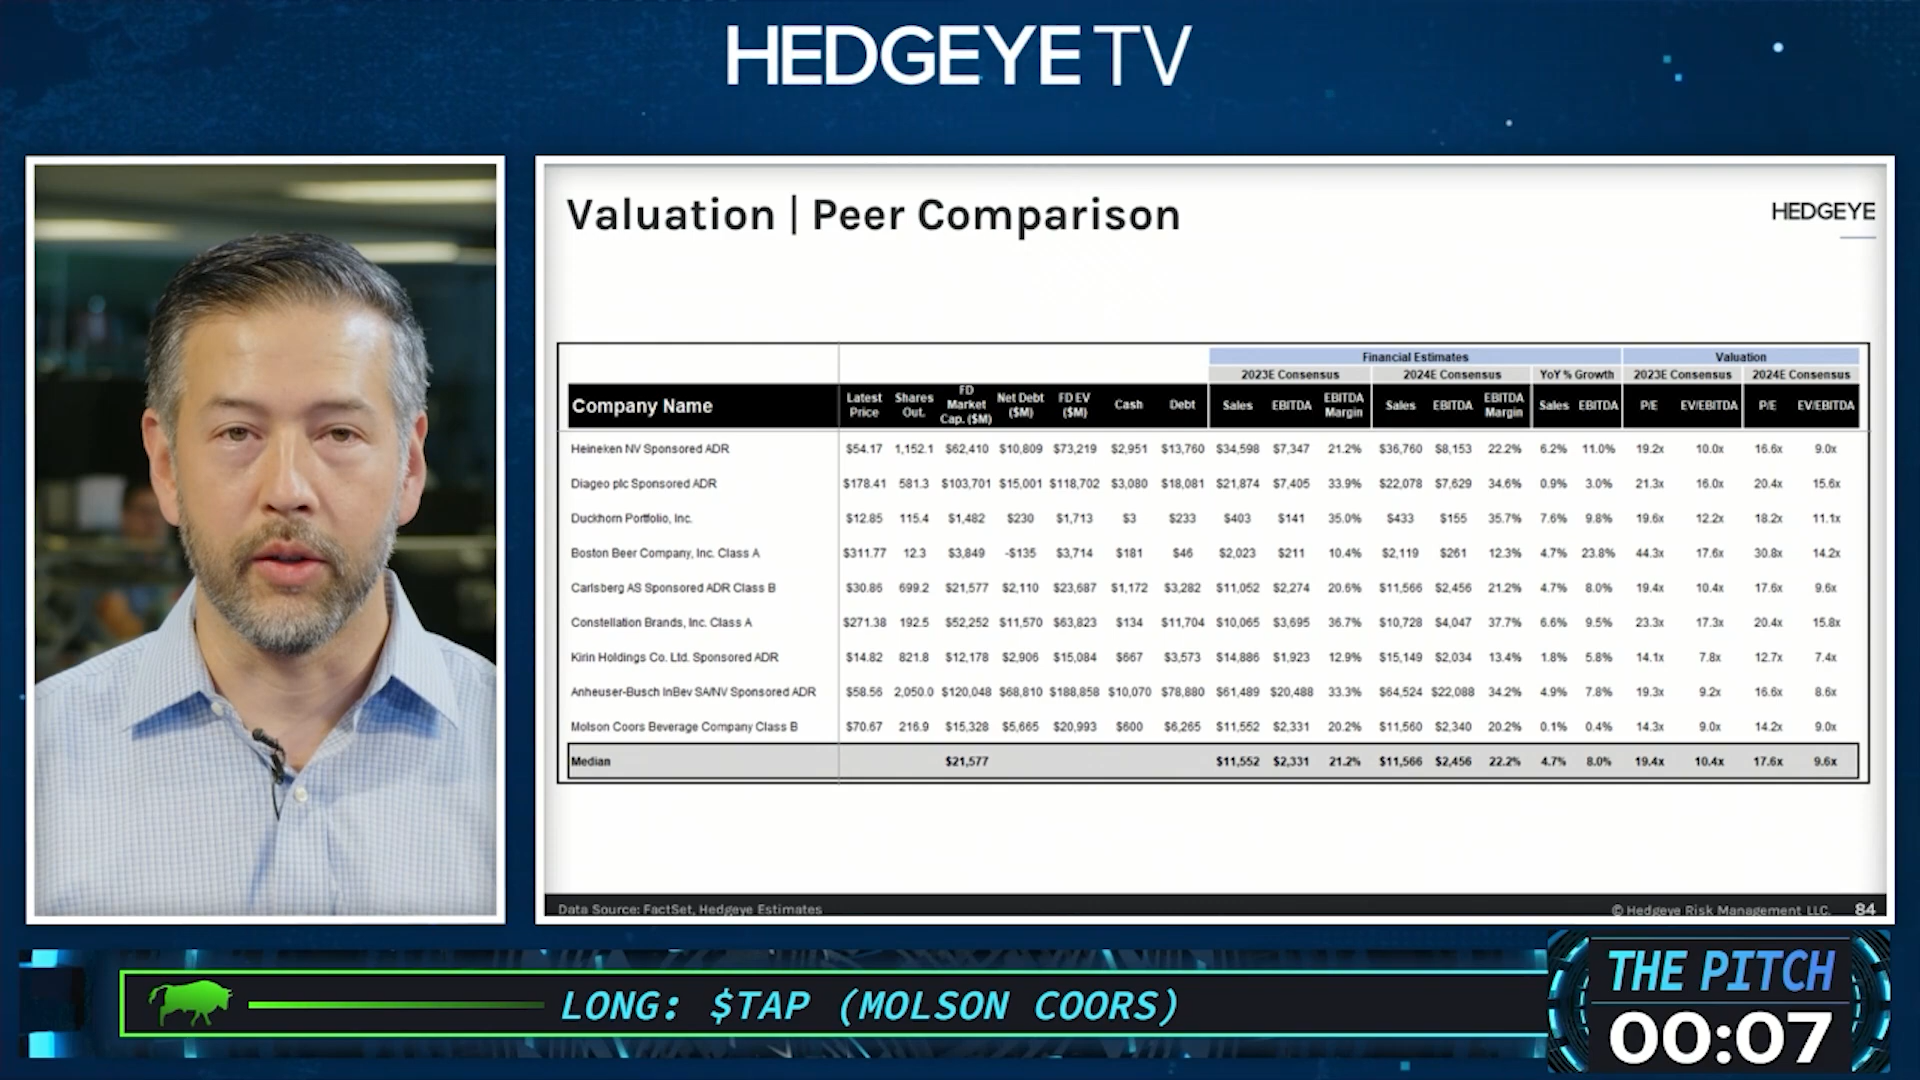 HEDGEYE TV
Valuation | Peer Comparison
HEDGEYE
Financial Estimates Valuation
2023E Consensus 2024E Consensus YoY % Growth 2023E Consensus 2024E Consensus
Company Name Latest Price Shares Out. FD Market Cap. ($M) Net Debt ($M) FD EV ($M) Cash Debt Sales EBITDA EBITDA Margin Sales EBITDA EBITDA Margin Sales EBITDA P/E EV/EBITDA P/E EV/EBITDA
Heineken NV Sponsored ADR $54.17 1,152.1 $62,410 $10,809 $73,219 $2,951 $13,760 $34,598 $7,347 21.2% $36,760 $8,153 22.2% 6.2% 11.0% 19.2x 10.0x 16.6x 9.0x
Diageo plc Sponsored ADR $178.41 581.3 $103,701 $15,001 $118,702 $3,080 $18,081 $21,874 $7,405 33.9% $22,078 $7,629 34.6% 0.9% 3.0% 21.3x 16.0x 20.4x 15.6x
Duckhorn Portfolio, Inc. $12.85 115.4 $1,482 $230 $1,713 $3 $233 $403 $141 35.0% $433 $155 35.7% 7.6% 9.8% 19.6x 12.2x 18.2x 11.1x
Boston Beer Company, Inc. Class A $311.77 12.3 $3,849 -$135 $3,714 $181 $46 $2,023 $211 10.4% $2,119 $261 12.3% 4.7% 23.8% 44.3x 17.6x 30.8x 14.2x
Carlsberg AS Sponsored ADR Class B $30.86 699.2 $21,577 $2,110 $23,687 $1,172 $3,282 $11,052 $2,274 20.6% $11,566 $2,456 21.2% 4.7% 8.0% 19.4x 10.4x 17.6x 9.6x
Constellation Brands, Inc. Class A $271.38 192.5 $52,252 $11,570 $63,823 $134 $11,704 $10,065 $3,695 36.7% $10,728 $4,047 37.7% 6.6% 9.5% 23.3x 17.3x 20.4x 15.8x
Kirin Holdings Co. Ltd. Sponsored ADR $14.82 821.8 $12,178 $2,906 $15,084 $667 $3,573 $14,886 $1,923 12.9% $15,149 $2,034 13.4% 1.8% 5.8% 14.1x 7.8x 12.7x 7.4x
Anheuser-Busch InBev SA/NV Sponsored ADR $58.56 2,050.0 $120,048 $68,810 $188,858 $10,070 $78,880 $61,489 $20,488 33.3% $64,524 $22,088 34.2% 4.9% 7.8% 19.3x 9.2x 16.6x 8.6x
Molson Coors Beverage Company Class B $70.67 216.9 $15,328 $5,665 $20,993 $600 $6,265 $11,552 $2,331 20.2% $11,560 $2,340 20.2% 0.1% 0.4% 14.3x 9.0x 14.2x 9.0x
Median $21,577 $11,552 $2,331 21.2% $11,566 $2,456 22.2% 4.7% 8.0% 19.4x 10.4x 17.6x 9.6x
Data Source: FactSet, Hedgeye Estimates
© Hedgeye Risk Management LLC. 84
LONG: $TAP (MOLSON COORS)
THE PITCH
00:07